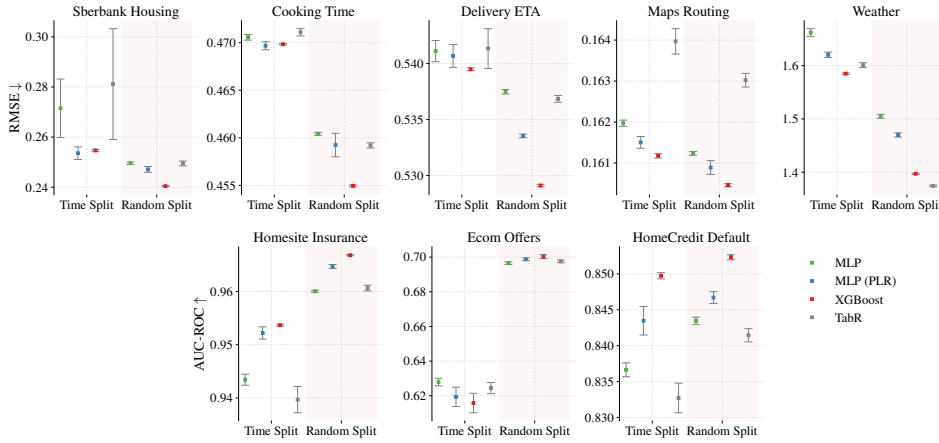 Sberbank Housing
Cooking Time
Delivery ETA
Maps Routing
Weather
RMSE ↓
0.30
0.28
0.26
0.24
0.470
0.465
0.460
0.455
0.540
0.535
0.530
0.164
0.163
0.162
0.161
1.6
1.5
1.4
Time Split Random Split
Time Split Random Split
Time Split Random Split
Time Split Random Split
Time Split Random Split
Homesite Insurance
Ecom Offers
HomeCredit Default
AUC-ROC ↑
0.96
0.95
0.94
0.70
0.68
0.66
0.64
0.62
0.850
0.845
0.840
0.835
0.830
Time Split Random Split
Time Split Random Split
Time Split Random Split
MLP
MLP (PLR)
XGBoost
TabR